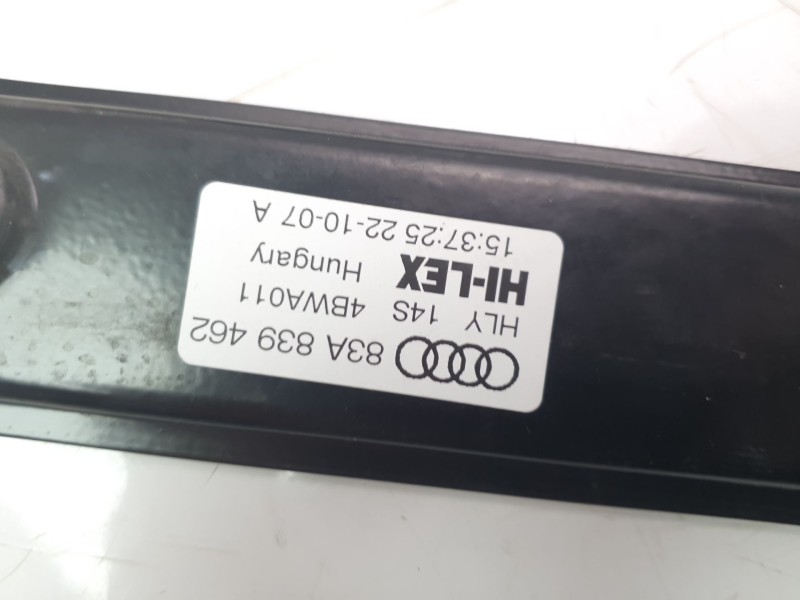 83A 839 462
HLY 14S 4BWA011
HI-LEX Hungary
15:37:25 22-10-07 A